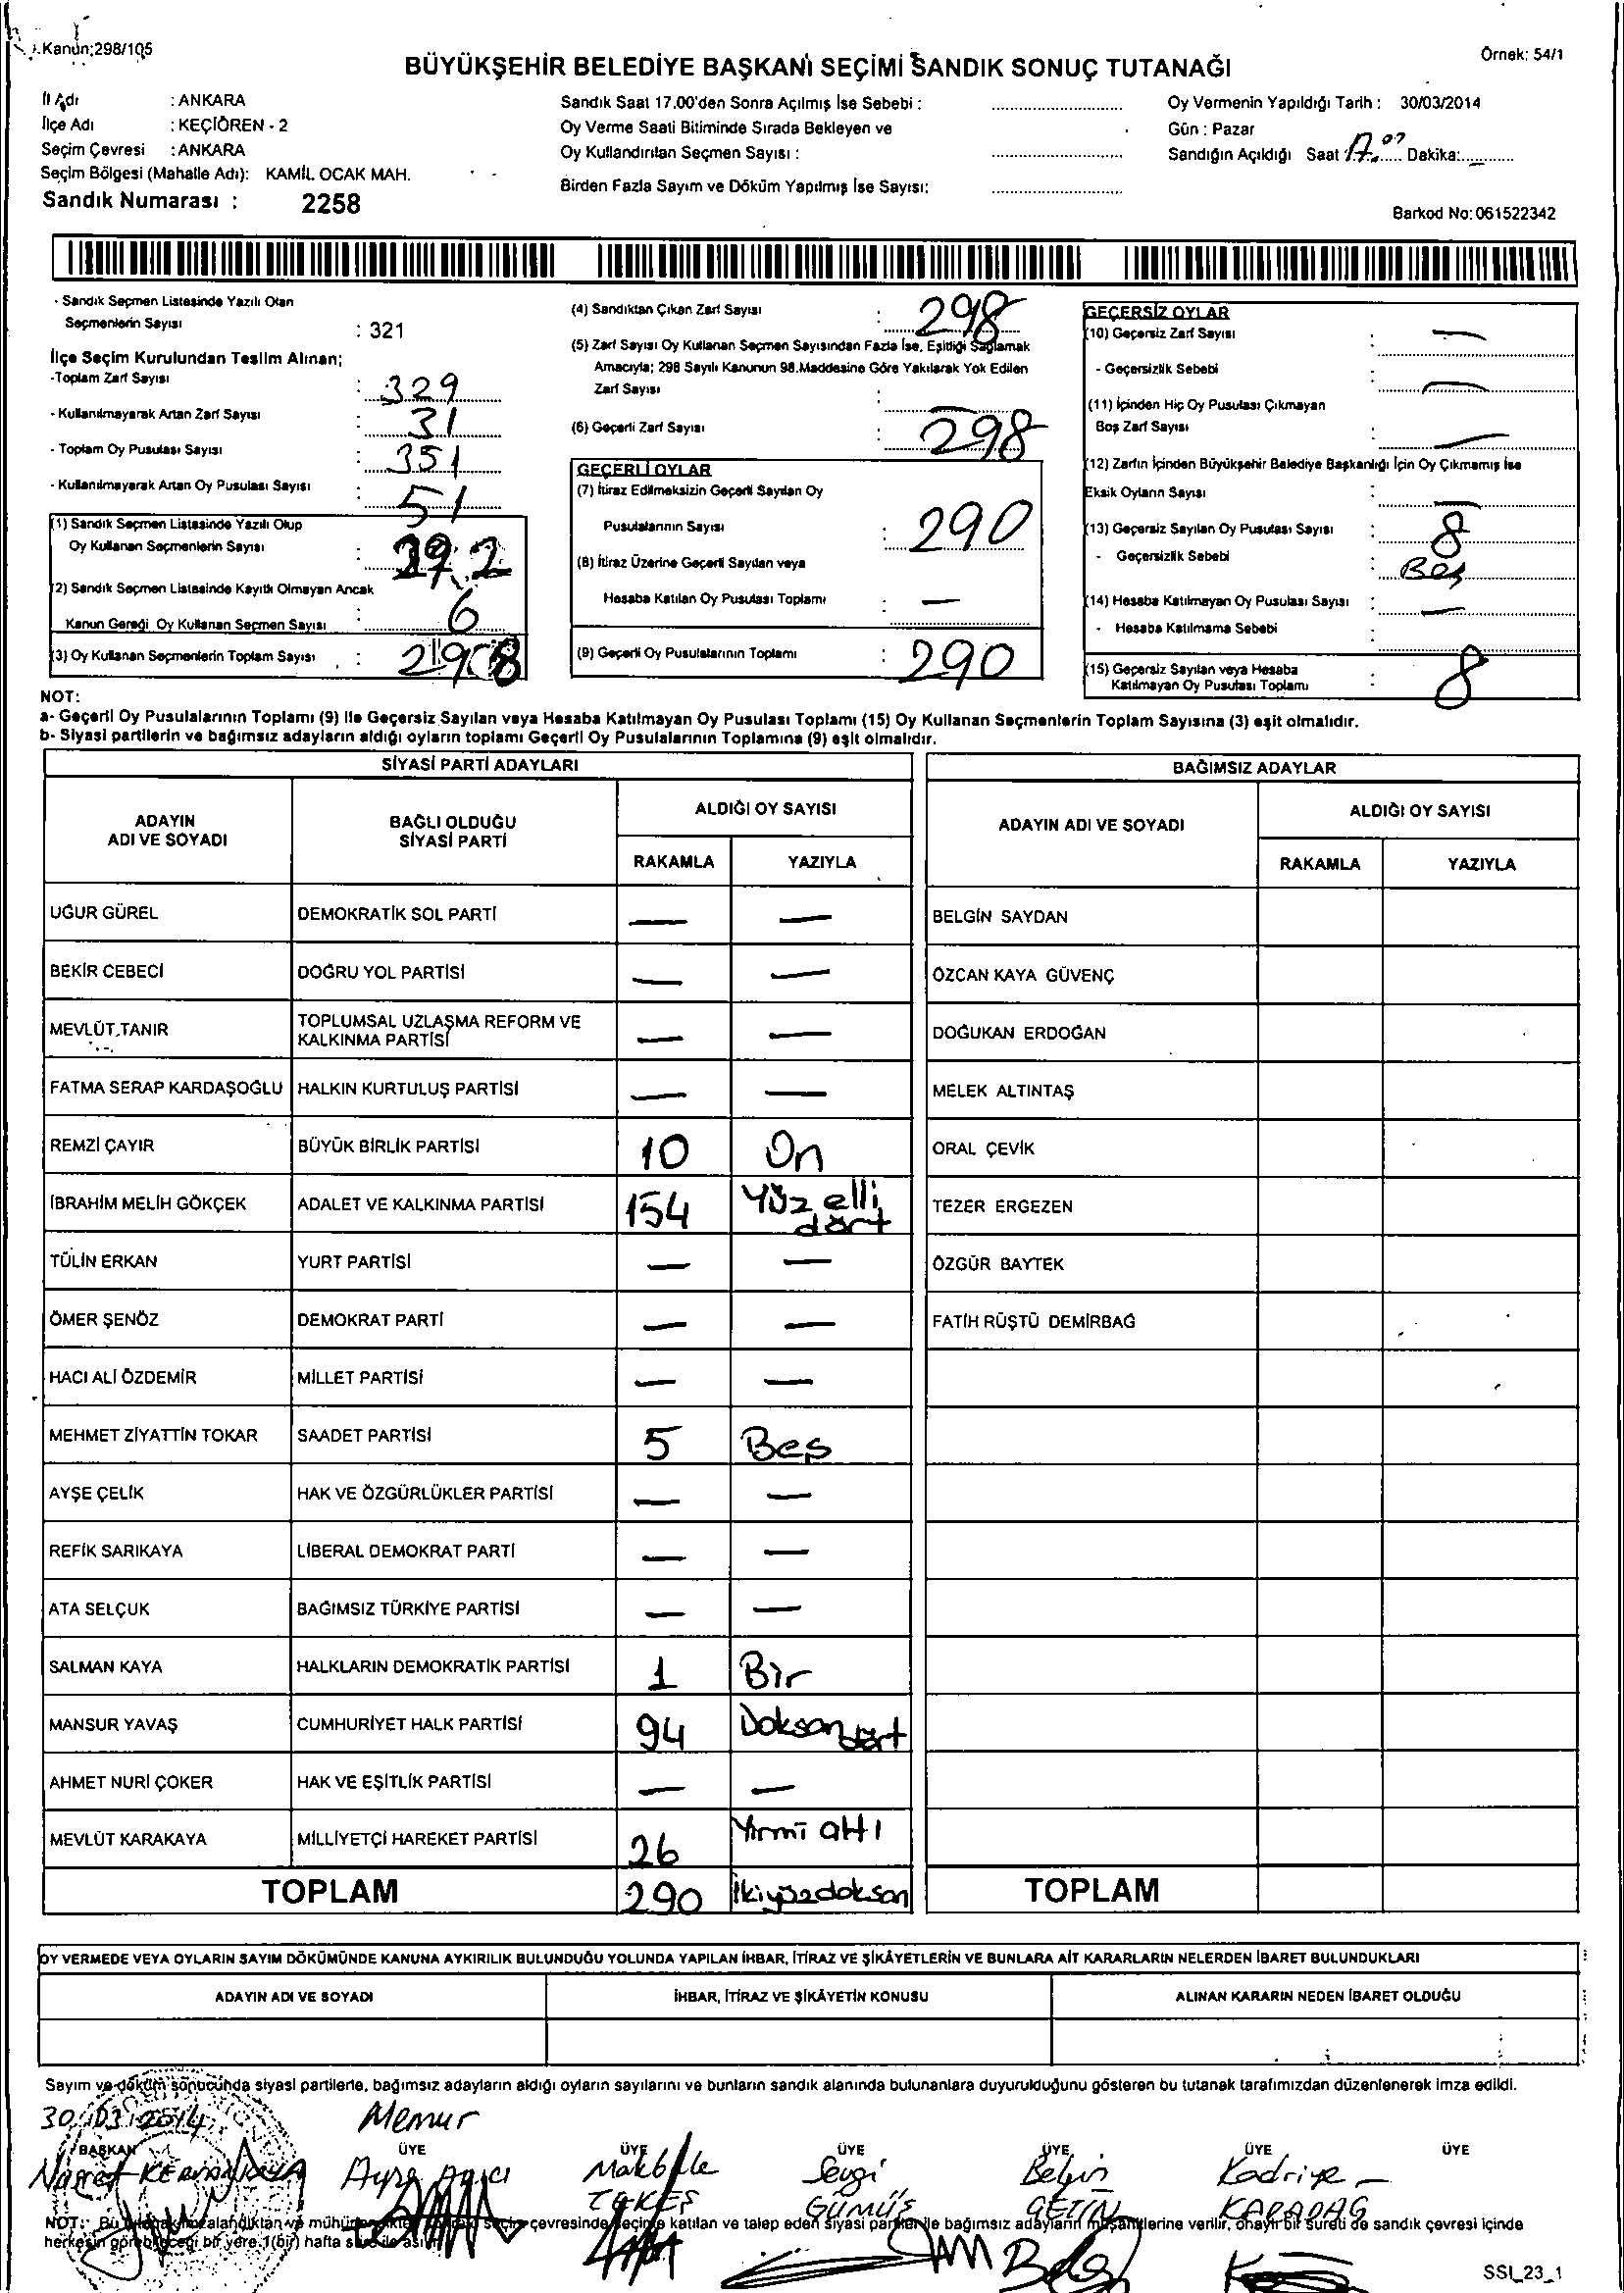 Kanun;298/105
Örnek: 54/1
BÜYÜKŞEHİR BELEDİYE BAŞKANI SEÇİMİ SANDIK SONUÇ TUTANAĞI
İl Adı : ANKARA
İlçe Adı : KEÇİÖREN - 2
Seçim Çevresi : ANKARA
Seçim Bölgesi (Mahalle Adı): KAMİL OCAK MAH.
Sandık Numarası : 2258
Sandık Saat 17.00'den Sonra Açılmış İse Sebebi :
Oy Verme Saati Bitiminde Sırada Bekleyen ve
Oy Kullandırılan Seçmen Sayısı :
Birden Fazla Sayım ve Döküm Yapılmış İse Sayısı:
Oy Vermenin Yapıldığı Tarih : 30/03/2014
Gün : Pazar
Sandığın Açıldığı Saat 17.00 Dakika:
Barkod No: 061522342
- Sandık Seçmen Listesinde Yazılı Olan
Seçmenlerin Sayısı : 321
İlçe Seçim Kurulundan Teslim Alınan;
-Toplam Zarf Sayısı : 329
- Kullanılmayarak Artan Zarf Sayısı : 31
- Toplam Oy Pusulası Sayısı : 351
- Kullanılmayarak Artan Oy Pusulası Sayısı : 51
(1) Sandık Seçmen Listesinde Yazılı Olup
Oy Kullanan Seçmenlerin Sayısı : 292
(2) Sandık Seçmen Listesinde Kayıtlı Olmayan Ancak
Kanun Gereği Oy Kullanan Seçmen Sayısı : 6
(3) Oy Kullanan Seçmenlerin Toplam Sayısı : 298
(4) Sandıktan Çıkan Zarf Sayısı : 298
(5) Zarf Sayısı Oy Kullanan Seçmen Sayısından Fazla İse, Eşitliği Sağlamak
Amacıyla; 298 Sayılı Kanunun 98.Maddesine Göre Yakılarak Yok Edilen
Zarf Sayısı : —
(6) Geçerli Zarf Sayısı : 298
GEÇERLİ OYLAR
(7) İtiraz Edilmeksizin Geçerli Sayılan Oy
Pusulalarının Sayısı : 290
(8) İtiraz Üzerine Geçerli Sayılan veya
Hesaba Katılan Oy Pusulası Toplamı : —
(9) Geçerli Oy Pusulalarının Toplamı : 290
GEÇERSİZ OYLAR
(10) Geçersiz Zarf Sayısı : —
- Geçersizlik Sebebi : —
(11) İçinden Hiç Oy Pusulası Çıkmayan
Boş Zarf Sayısı : —
(12) Zarfın İçinden Büyükşehir Belediye Başkanlığı İçin Oy Çıkmamış İse
Eksik Oyların Sayısı : —
(13) Geçersiz Sayılan Oy Pusulası Sayısı : 8
- Geçersizlik Sebebi : Boş
(14) Hesaba Katılmayan Oy Pusulası Sayısı : —
- Hesaba Katılmama Sebebi :
(15) Geçersiz Sayılan veya Hesaba
Katılmayan Oy Pusulası Toplamı : 8
NOT:
a- Geçerli Oy Pusulalarının Toplamı (9) ile Geçersiz Sayılan veya Hesaba Katılmayan Oy Pusulası Toplamı (15) Oy Kullanan Seçmenlerin Toplam Sayısına (3) eşit olmalıdır.
b- Siyasi partilerin ve bağımsız adayların aldığı oyların toplamı Geçerli Oy Pusulalarının Toplamına (9) eşit olmalıdır.
SİYASİ PARTİ ADAYLARI
ADAYIN ADI VE SOYADI BAĞLI OLDUĞU SİYASİ PARTİ ALDIĞI OY SAYISI
RAKAMLA YAZIYLA
UĞUR GÜREL DEMOKRATİK SOL PARTİ — —
BEKİR CEBECİ DOĞRU YOL PARTİSİ — —
MEVLÜT TANIR TOPLUMSAL UZLAŞMA REFORM VE KALKINMA PARTİSİ — —
FATMA SERAP KARDAŞOĞLU HALKIN KURTULUŞ PARTİSİ — —
REMZİ ÇAYIR BÜYÜK BİRLİK PARTİSİ 10 On
İBRAHİM MELİH GÖKÇEK ADALET VE KALKINMA PARTİSİ 154 Yüz elli dört
TÜLİN ERKAN YURT PARTİSİ — —
ÖMER ŞENÖZ DEMOKRAT PARTİ — —
HACI ALİ ÖZDEMİR MİLLET PARTİSİ — —
MEHMET ZİYATTİN TOKAR SAADET PARTİSİ 5 Beş
AYŞE ÇELİK HAK VE ÖZGÜRLÜKLER PARTİSİ — —
REFİK SARIKAYA LİBERAL DEMOKRAT PARTİ — —
ATA SELÇUK BAĞIMSIZ TÜRKİYE PARTİSİ — —
SALMAN KAYA HALKLARIN DEMOKRATİK PARTİSİ 1 Bir
MANSUR YAVAŞ CUMHURİYET HALK PARTİSİ 94 Doksan dört
AHMET NURİ ÇOKER HAK VE EŞİTLİK PARTİSİ — —
MEVLÜT KARAKAYA MİLLİYETÇİ HAREKET PARTİSİ 26 Yirmi altı
TOPLAM 290 İkiyüzdoksan
BAĞIMSIZ ADAYLAR
ADAYIN ADI VE SOYADI ALDIĞI OY SAYISI
RAKAMLA YAZIYLA
BELGİN SAYDAN
ÖZCAN KAYA GÜVENÇ
DOĞUKAN ERDOĞAN
MELEK ALTINTAŞ
ORAL ÇEVİK
TEZER ERGEZEN
ÖZGÜR BAYTEK
FATİH RÜŞTÜ DEMİRBAĞ
TOPLAM
OY VERMEDE VEYA OYLARIN SAYIM DÖKÜMÜNDE KANUNA AYKIRILIK BULUNDUĞU YOLUNDA YAPILAN İHBAR, İTİRAZ VE ŞİKÂYETLERİN VE BUNLARA AİT KARARLARIN NELERDEN İBARET BULUNDUKLARI
ADAYIN ADI VE SOYADI İHBAR, İTİRAZ VE ŞİKÂYETİN KONUSU ALINAN KARARIN NEDEN İBARET OLDUĞU
Sayım ve döküm sonucunda siyasi partilerle, bağımsız adayların aldığı oyların sayılarını ve bunların sandık alanında bulunanlara duyurulduğunu gösteren bu tutanak tarafımızdan düzenlenerek imza edildi.
30.03.2014 Memur
BAŞKAN ÜYE ÜYE ÜYE ÜYE ÜYE ÜYE
Ayşe Makbule Sevgi Belgin Kadriye
GÜMÜŞ ÇETİN KARADAĞ
NOT: Bu çevresinde seçime katılan ve talep eden siyasi partiler ile bağımsız adayların müşahitlerine verilir, onaylı bir sureti de sandık çevresi içinde
herkesin görebileceği bir yere 1(bir) hafta süre ile asılır.
SSI_23_1